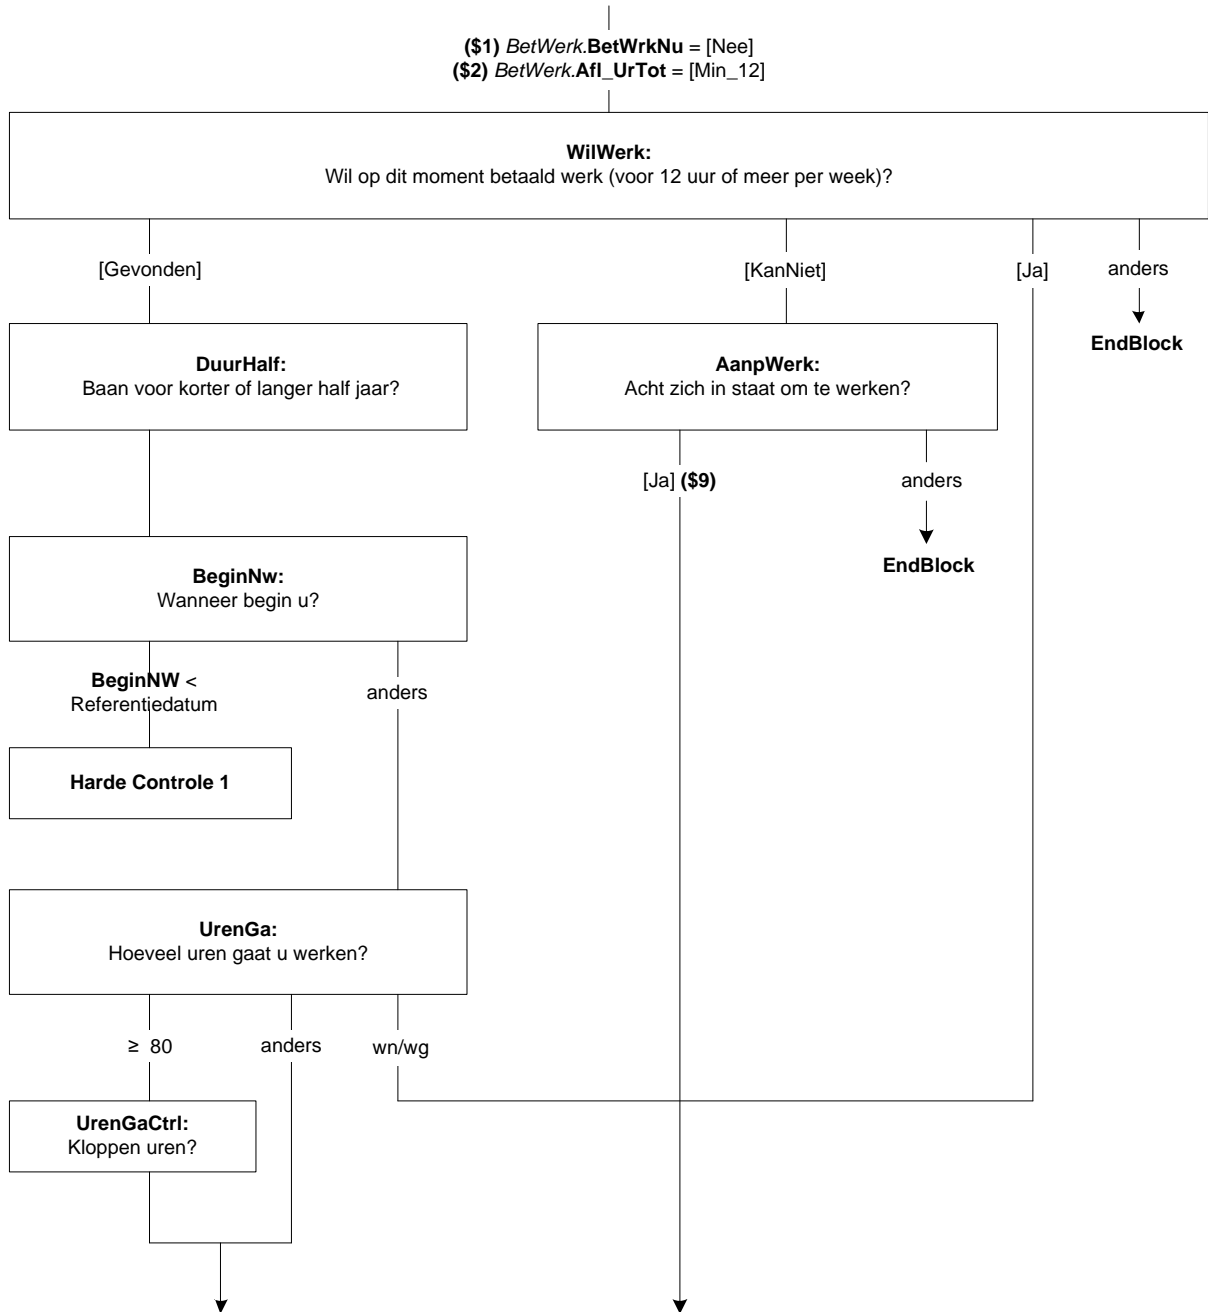 ($1) BetWerk.BetWrkNu = [Nee]
($2) BetWerk.Afl_UrTot = [Min_12]
WilWerk:
Wil op dit moment betaald werk (voor 12 uur of meer per week)?
[Gevonden]
[KanNiet]
[Ja]
anders
EndBlock
DuurHalf:
Baan voor korter of langer half jaar?
AanpWerk:
Acht zich in staat om te werken?
[Ja] ($9)
anders
EndBlock
BeginNw:
Wanneer begin u?
BeginNW <
Referentiedatum
anders
Harde Controle 1
UrenGa:
Hoeveel uren gaat u werken?
≥ 80
anders
wn/wg
UrenGaCtrl:
Kloppen uren?